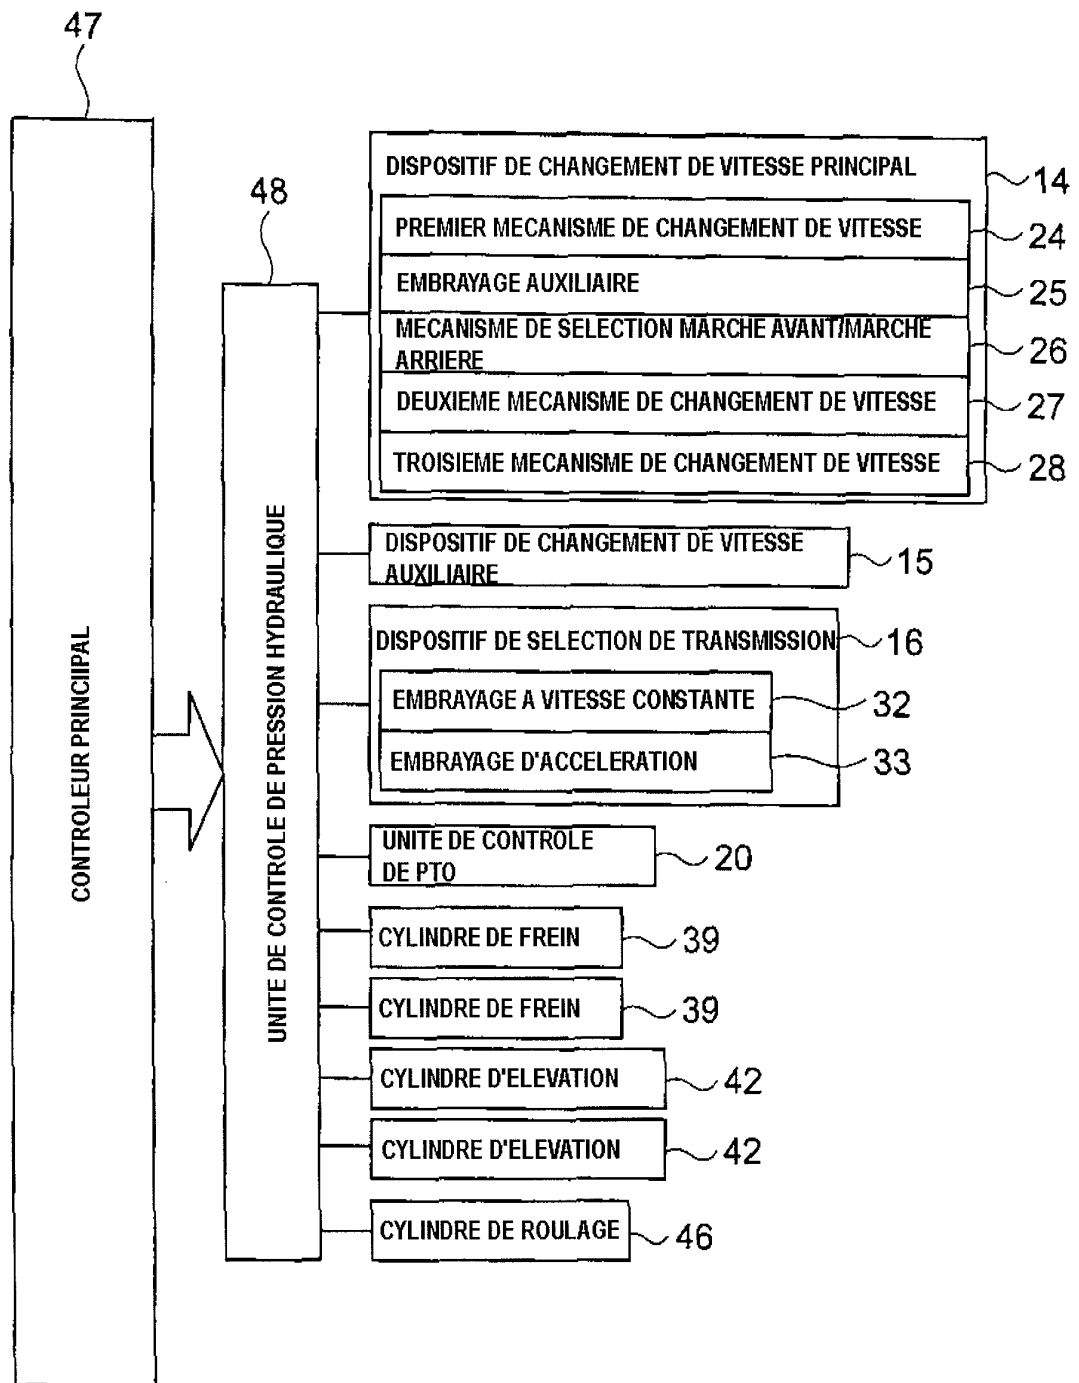 47
CONTROLEUR PRINCIIPAL
48
UNITE DE CONTROLE DE PRESSION HYDRAULIQUE
DISPOSITIF DE CHANGEMENT DE VITESSE PRINCIPAL
14
PREMIER MECANISME DE CHANGEMENT DE VITESSE
24
EMBRAYAGE AUXILIAIRE
25
MECANISME DE SELECTION MARCHE AVANT/MARCHE
ARRIERE
26
DEUXIEME MECANISME DE CHANGEMENT DE VITESSE
27
TROISIEME MECANISME DE CHANGEMENT DE VITESSE
28
DISPOSITIF DE CHANGEMENT DE VITESSE
AUXILIAIRE
15
DISPOSITIF DE SELECTION DE TRANSMISSION
16
EMBRAYAGE A VITESSE CONSTANTE
32
EMBRAYAGE D'ACCELERATION
33
UNITE DE CONTROLE
DE PTO
20
CYLINDRE DE FREIN
39
CYLINDRE DE FREIN
39
CYLINDRE D'ELEVATION
42
CYLINDRE D'ELEVATION
42
CYLINDRE DE ROULAGE
46